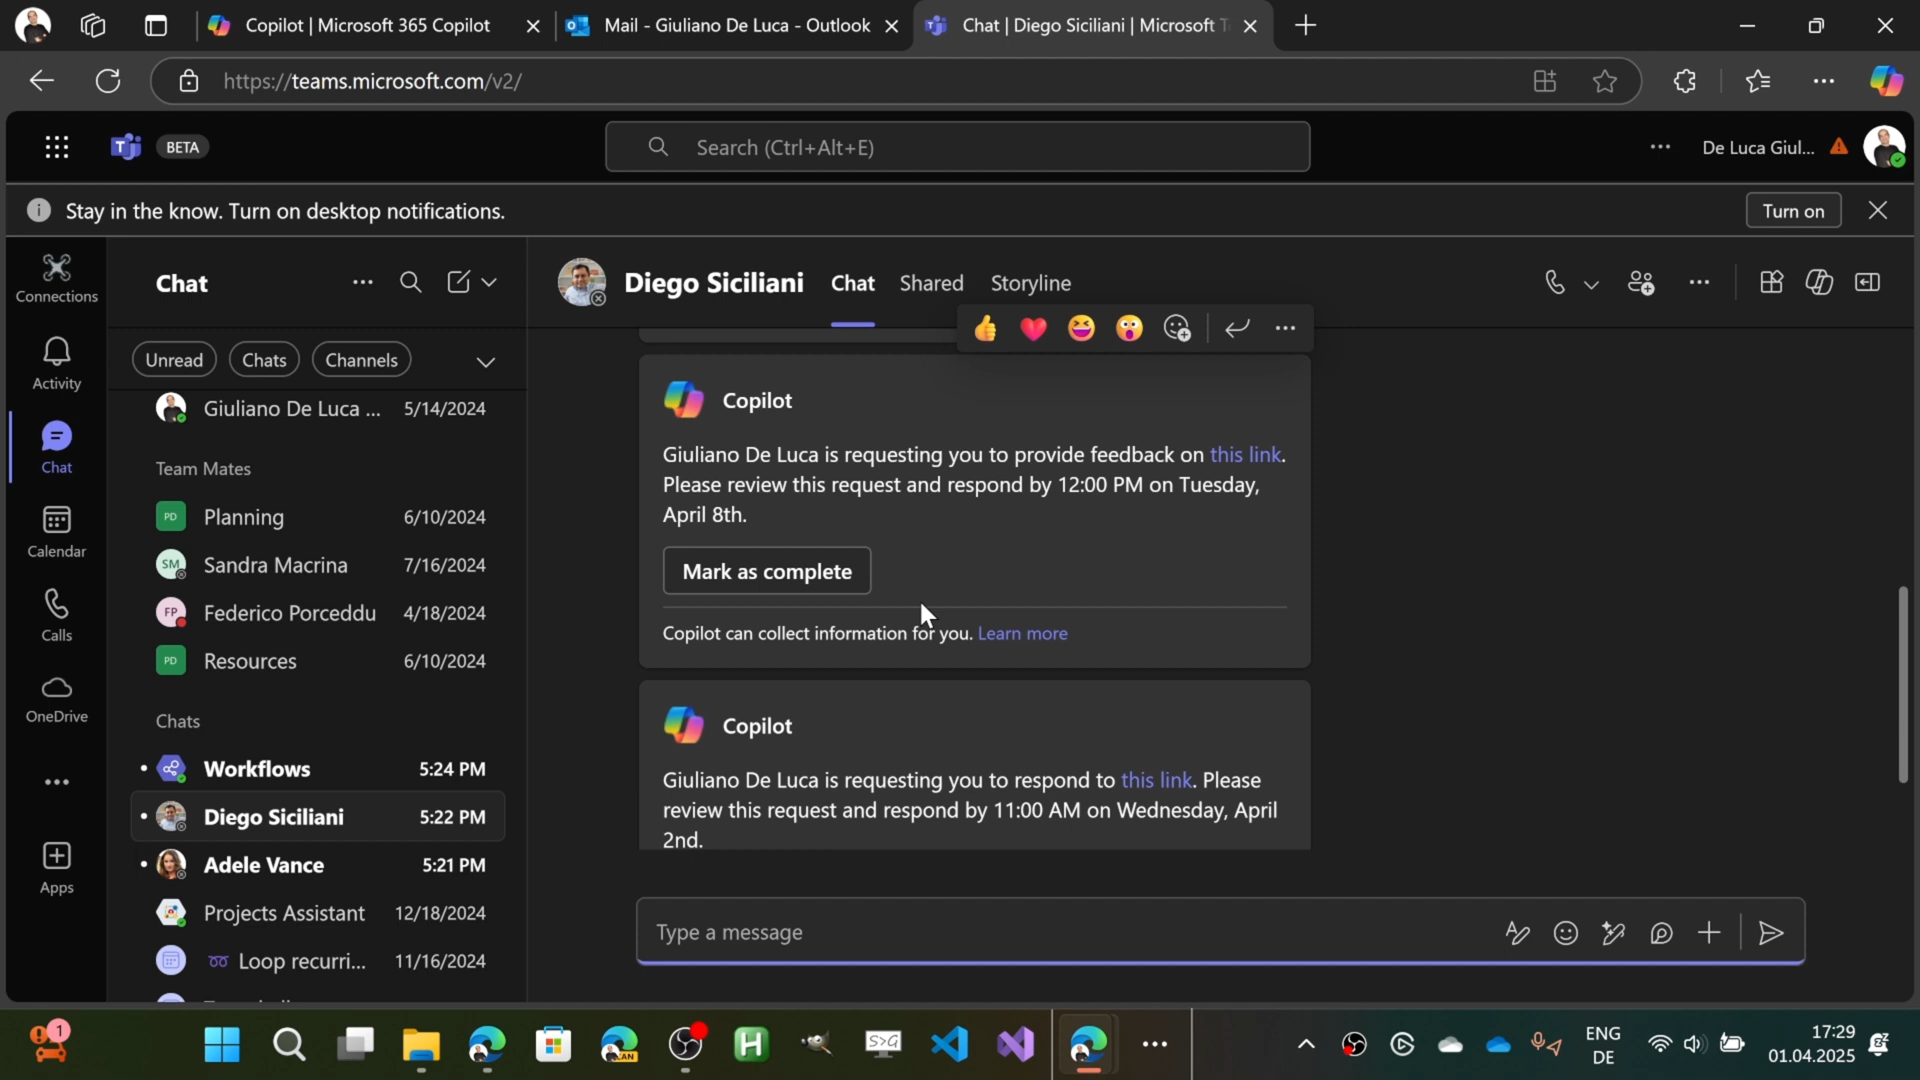 Copilot | Microsoft 365 Copilot
Mail - Giuliano De Luca - Outlook
Chat | Diego Siciliani | Microsoft T
https://teams.microsoft.com/v2/
BETA
Search (Ctrl+Alt+E)
De Luca Giul...
Stay in the know. Turn on desktop notifications.
Turn on
Connections
Activity
Chat
Calendar
Calls
OneDrive
Apps
Chat
Unread
Chats
Channels
Giuliano De Luca ... 5/14/2024
Team Mates
PD Planning 6/10/2024
SM Sandra Macrina 7/16/2024
FP Federico Porceddu 4/18/2024
PD Resources 6/10/2024
Chats
Workflows 5:24 PM
Diego Siciliani 5:22 PM
Adele Vance 5:21 PM
Projects Assistant 12/18/2024
Loop recurri... 11/16/2024
Diego Siciliani
Chat
Shared
Storyline
Copilot
Giuliano De Luca is requesting you to provide feedback on this link.
Please review this request and respond by 12:00 PM on Tuesday,
April 8th.
Mark as complete
Copilot can collect information for you. Learn more
Copilot
Giuliano De Luca is requesting you to respond to this link. Please
review this request and respond by 11:00 AM on Wednesday, April
2nd.
Type a message
1
CAN
H
S>G
ENG
DE
17:29
01.04.2025